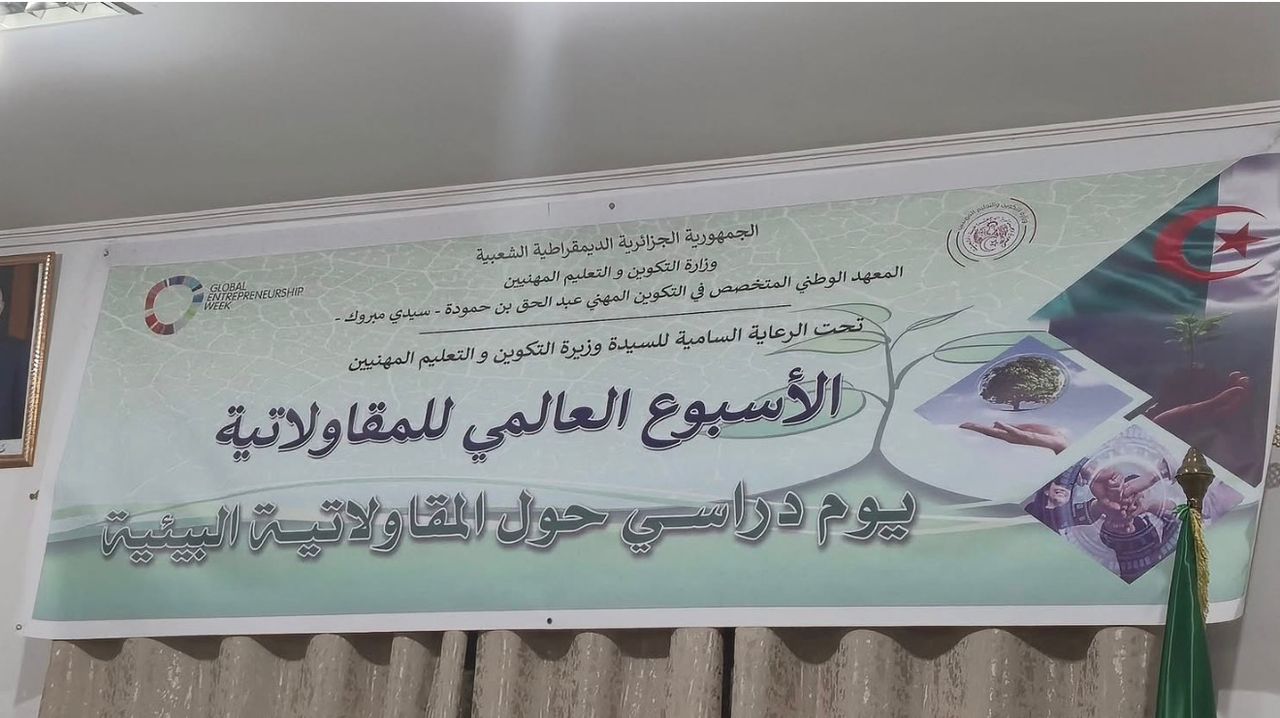 الجمهورية الجزائرية الديمقراطية الشعبية
وزارة التكوين و التعليم المهنيين
المعهد الوطني المتخصص في التكوين المهني عبد الحق بن حمودة - سيدي مبروك -
تحت الرعاية السامية للسيدة وزيرة التكوين و التعليم المهنيين
الأسبوع العالمي للمقاولاتية
يوم دراسي حول المقاولاتية البيئية
GLOBAL
ENTREPRENEURSHIP
WEEK